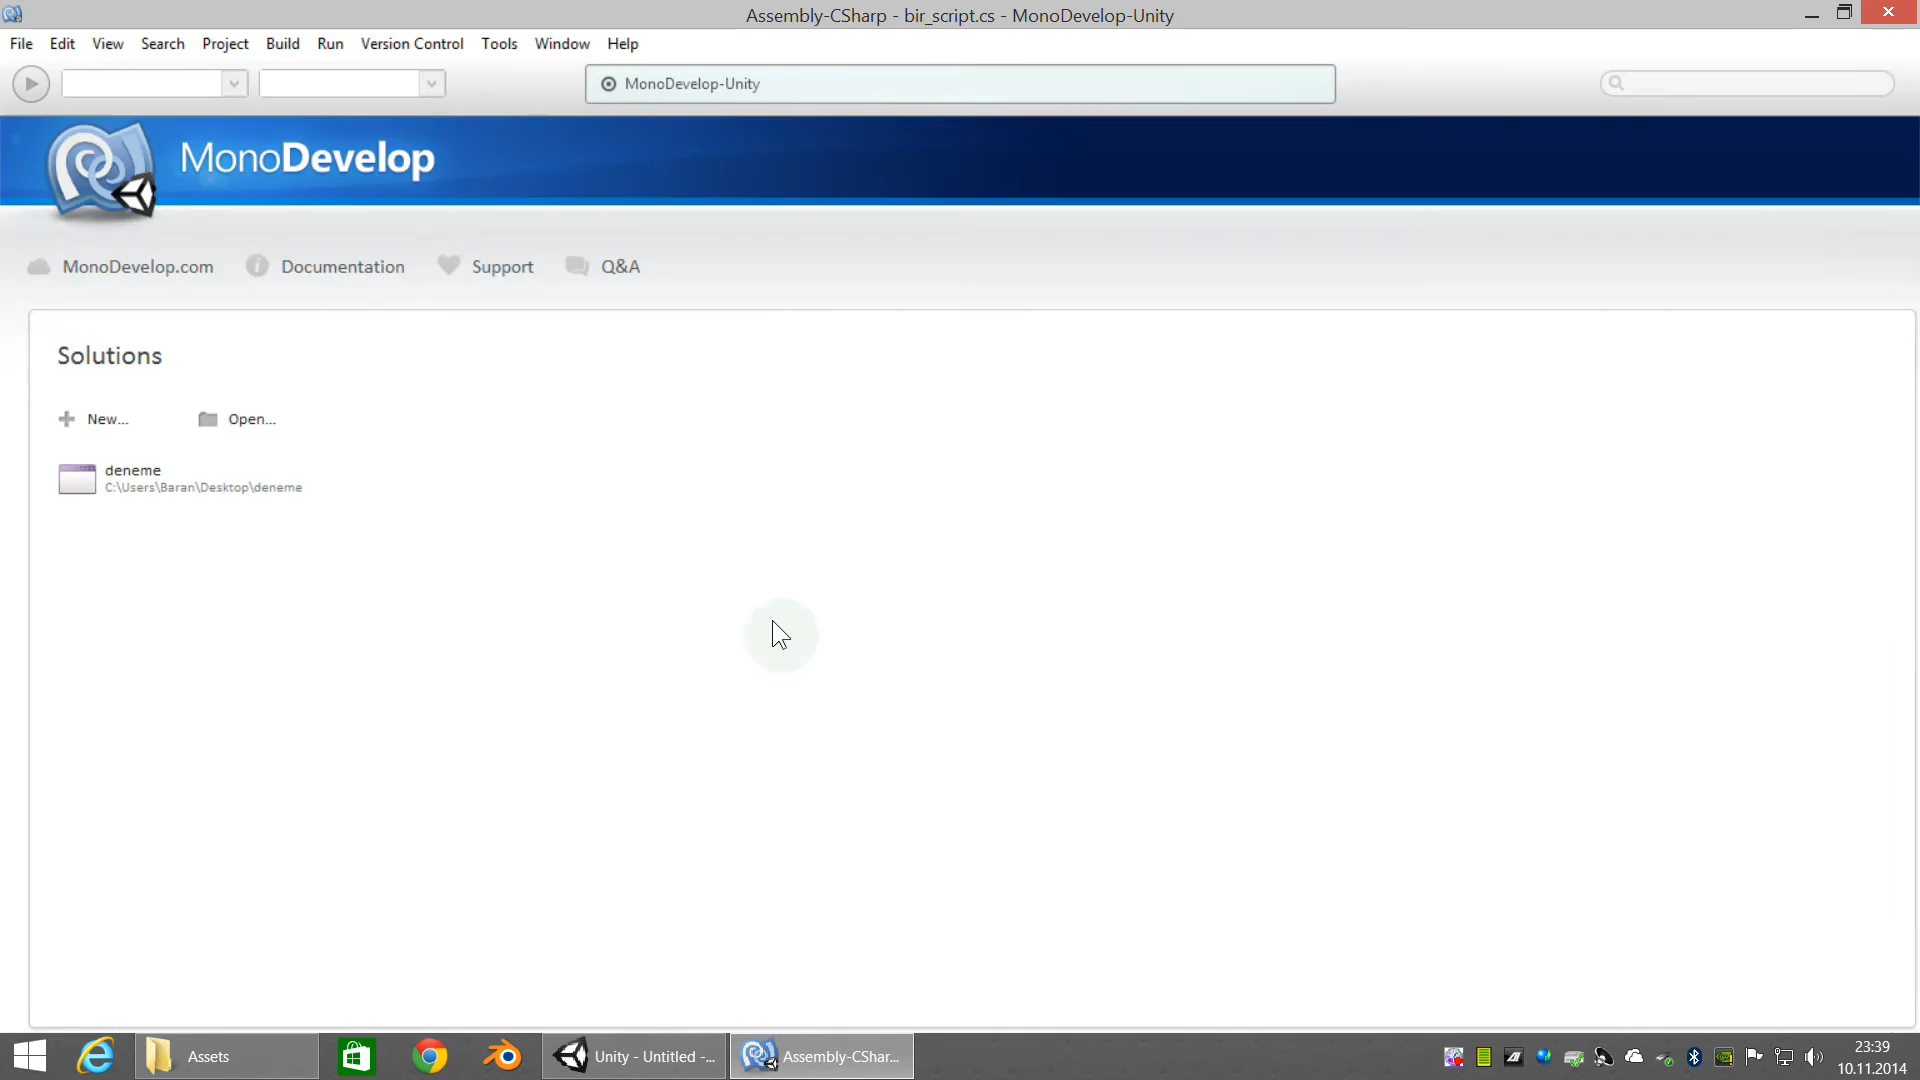 Assembly-CSharp - bir_script.cs - MonoDevelop-Unity
File Edit View Search Project Build Run Version Control Tools Window Help
MonoDevelop-Unity
MonoDevelop
MonoDevelop.com Documentation Support Q&A
Solutions
New... Open...
deneme
C:\Users\Baran\Desktop\deneme
Assets Unity - Untitled -... Assembly-CShar...
23:39
10.11.2014